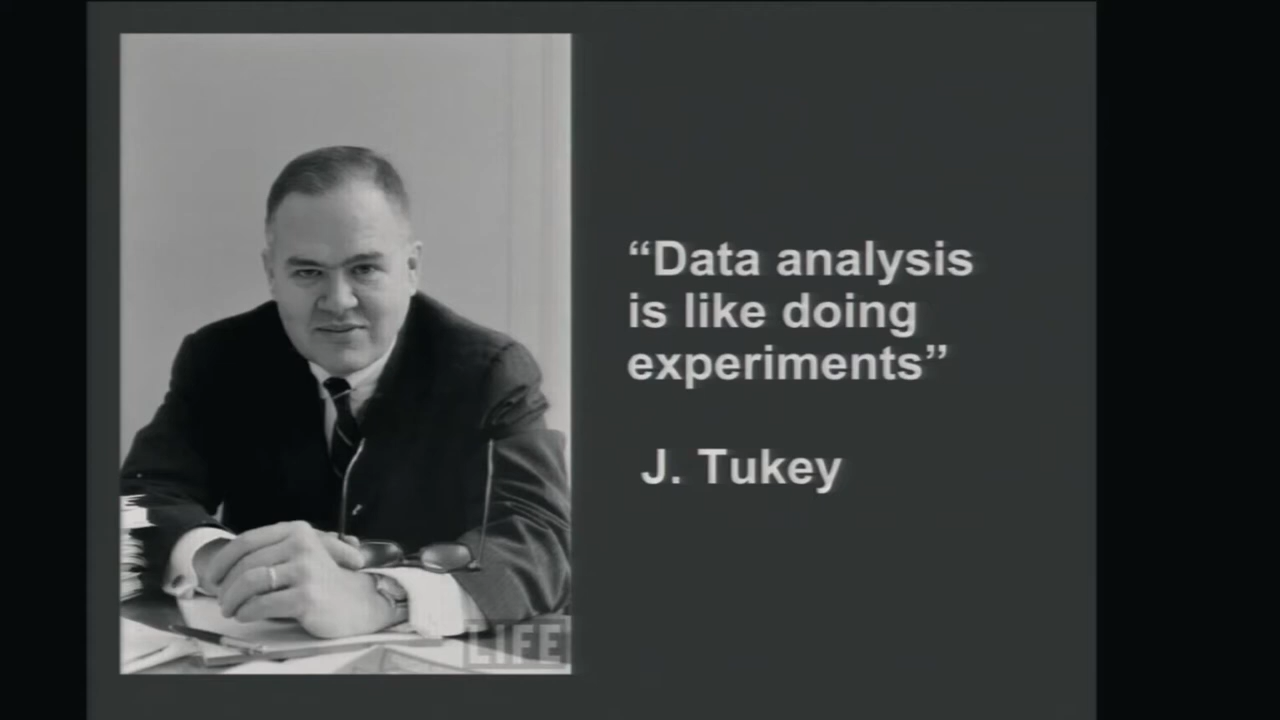 “Data analysis
is like doing
experiments”
J. Tukey
LIFE